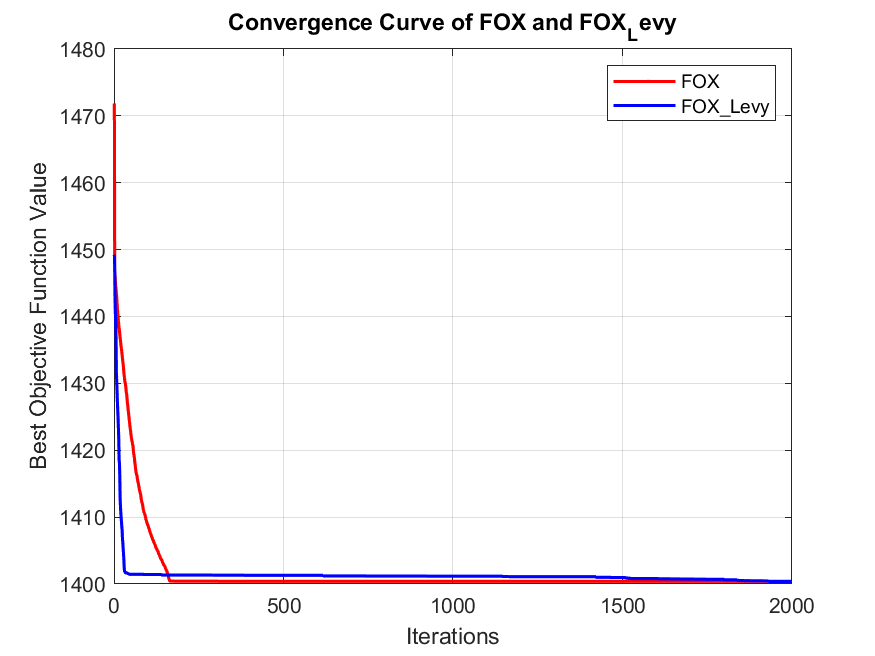 Convergence Curve of FOX and FOX_Levy
FOX
FOX_Levy
Best Objective Function Value
1480
1470
1460
1450
1440
1430
1420
1410
1400
0
500
1000
1500
2000
Iterations